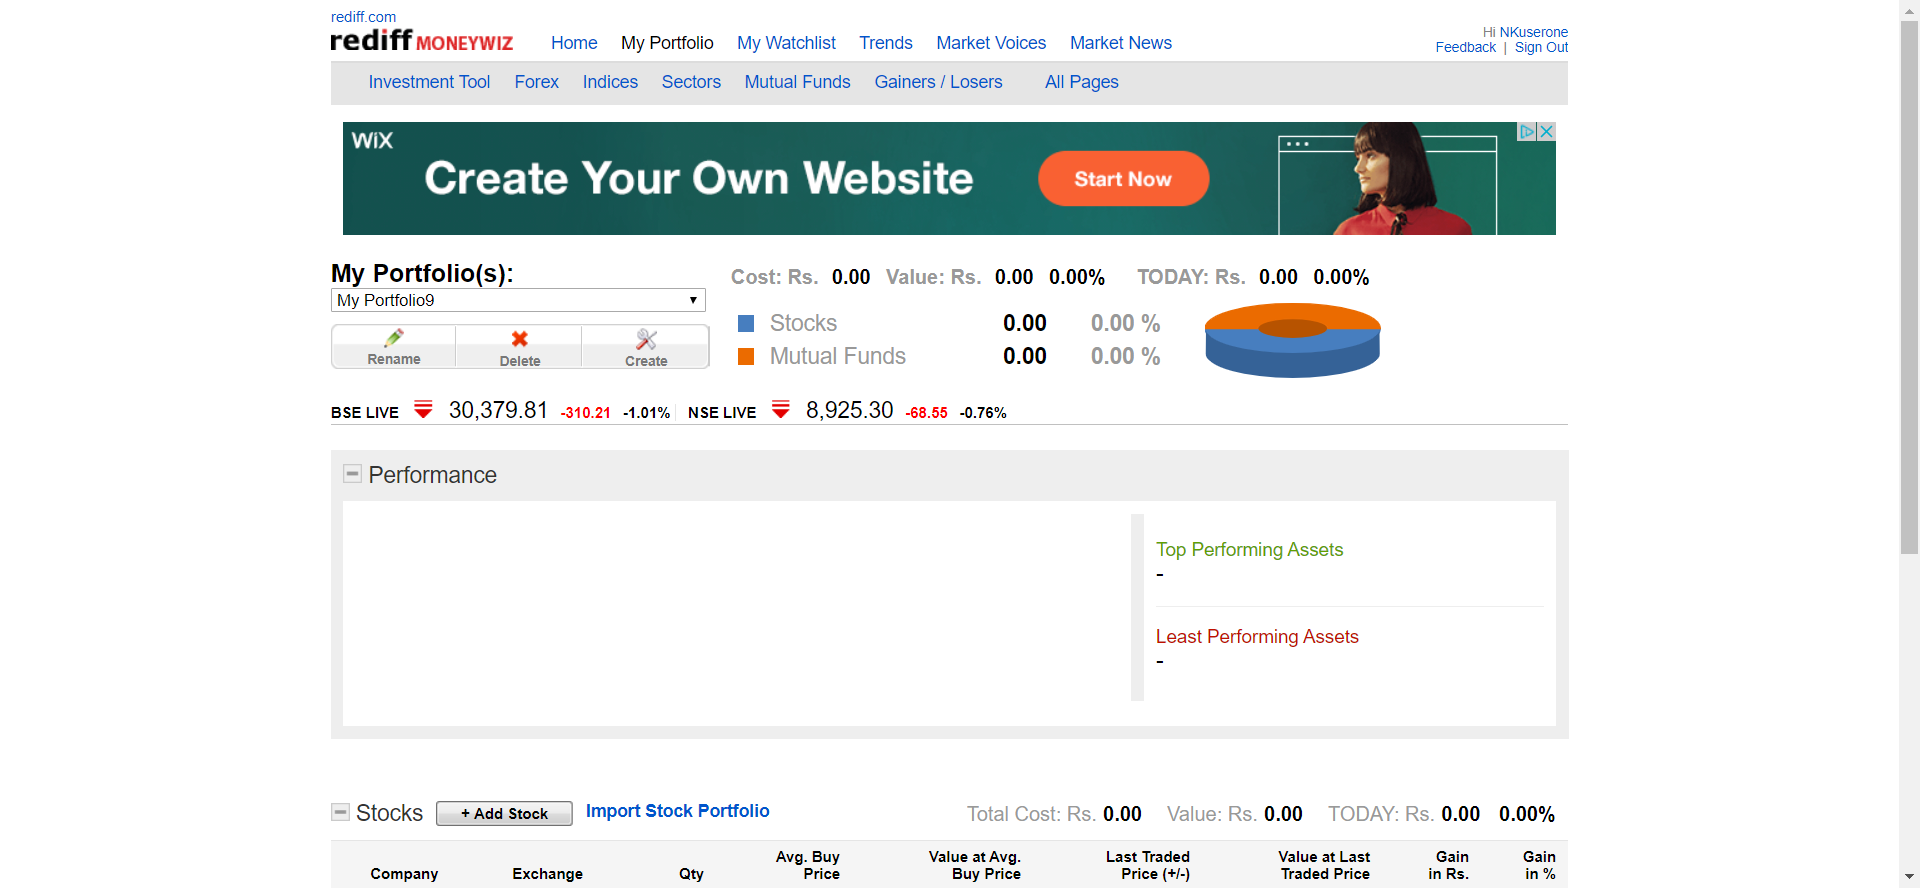 rediff.com
rediff MONEYWIZ
Home My Portfolio My Watchlist Trends Market Voices Market News
Hi NKuserone
Feedback | Sign Out
Investment Tool Forex Indices Sectors Mutual Funds Gainers / Losers All Pages
WiX
Create Your Own Website
Start Now
My Portfolio(s):
My Portfolio9
Rename Delete Create
Cost: Rs. 0.00 Value: Rs. 0.00 0.00% TODAY: Rs. 0.00 0.00%
Stocks 0.00 0.00 %
Mutual Funds 0.00 0.00 %
BSE LIVE 30,379.81 -310.21 -1.01% NSE LIVE 8,925.30 -68.55 -0.76%
Performance
Top Performing Assets
-
Least Performing Assets
-
Stocks + Add Stock Import Stock Portfolio Total Cost: Rs. 0.00 Value: Rs. 0.00 TODAY: Rs. 0.00 0.00%
Avg. Buy Value at Avg. Last Traded Value at Last Gain Gain
Company Exchange Qty Price Buy Price Price (+/-) Traded Price in Rs. in %